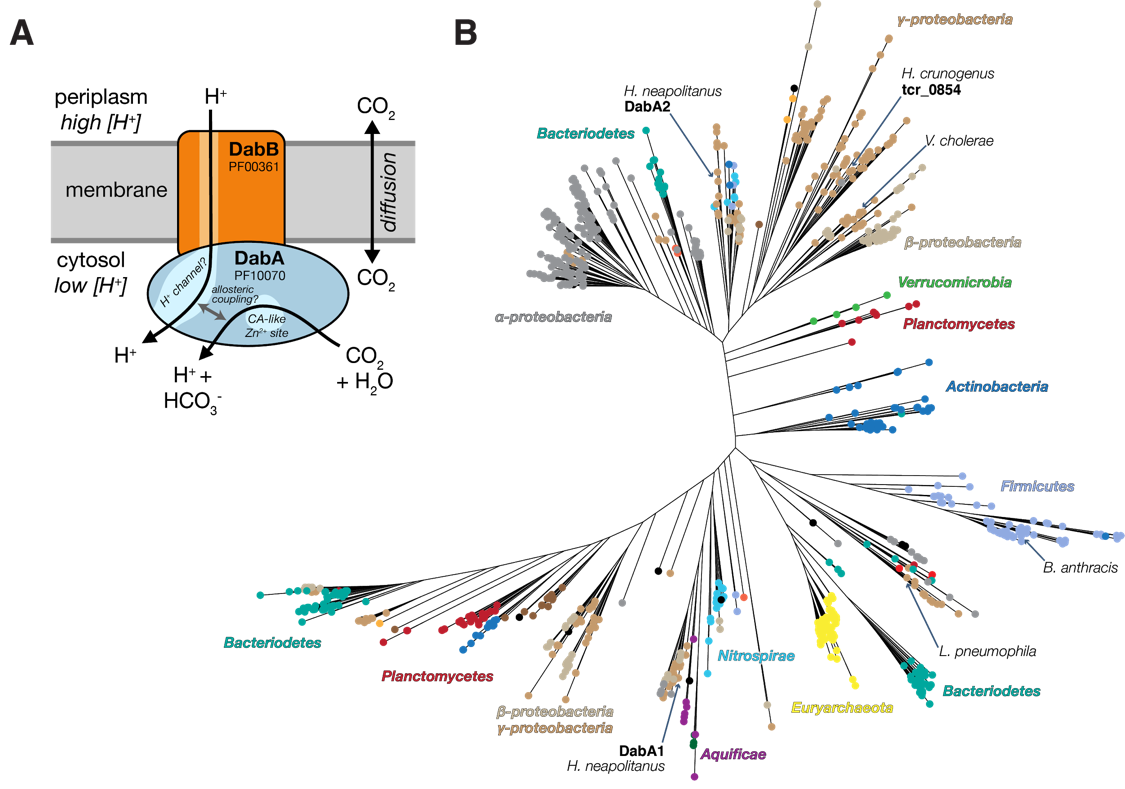 A
periplasm
high [H⁺]
H⁺
CO₂
DabB
PF00361
membrane
diffusion
cytosol
low [H⁺]
DabA
PF10070
H⁺ channel?
allosteric
coupling?
CA-like
Zn²⁺ site
CO₂
H⁺
H⁺ +
HCO₃⁻
CO₂
+ H₂O
B
γ-proteobacteria
H. neapolitanus
DabA2
H. crunogenus
tcr_0854
Bacteriodetes
V. cholerae
β-proteobacteria
α-proteobacteria
Verrucomicrobia
Planctomycetes
Actinobacteria
Firmicutes
B. anthracis
L. pneumophila
Bacteriodetes
Euryarchaeota
Nitrospirae
Aquificae
DabA1
H. neapolitanus
β-proteobacteria
γ-proteobacteria
Planctomycetes
Bacteriodetes